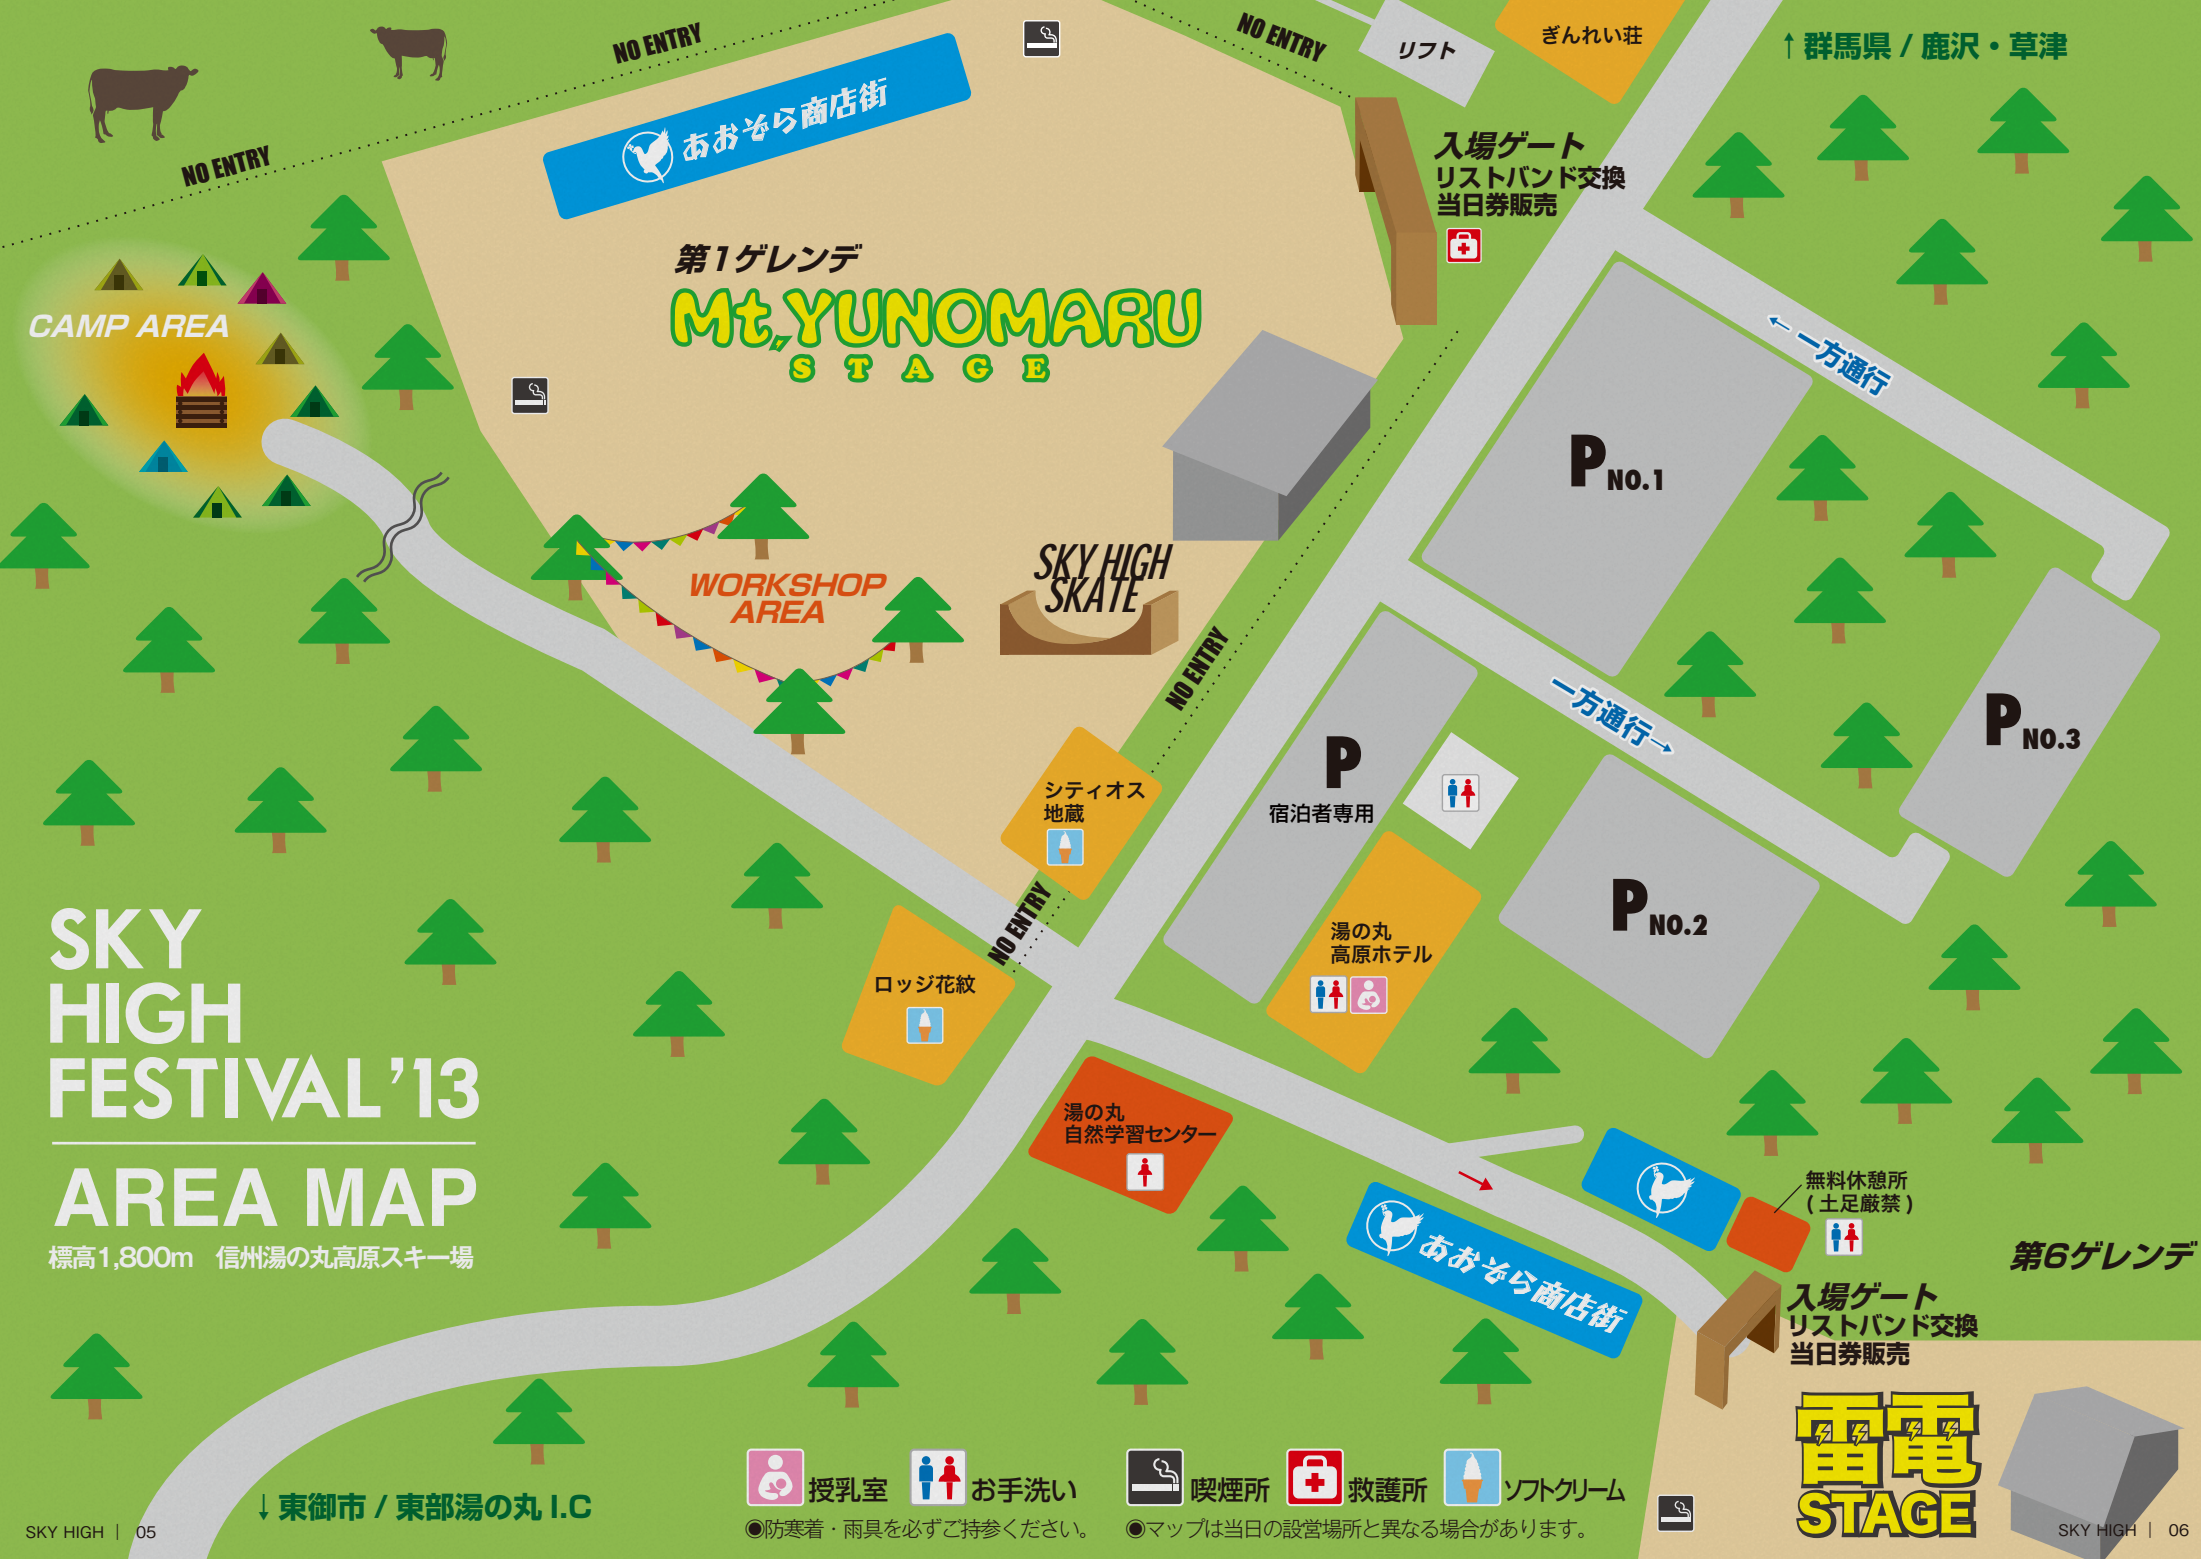 NO ENTRY
NO ENTRY
NO ENTRY
リフト
ぎんれい荘
↑群馬県 / 鹿沢・草津
あおぞら商店街
入場ゲート
リストバンド交換
当日券販売
第1ゲレンデ
Mt,YUNOMARU
STAGE
CAMP AREA
←一方通行
P NO.1
WORKSHOP
AREA
SKY HIGH
SKATE
NO ENTRY
一方通行→
P NO.3
P
宿泊者専用
シティオス
地蔵
P NO.2
NO ENTRY
湯の丸
高原ホテル
ロッジ花紋
SKY
HIGH
FESTIVAL '13
AREA MAP
標高1,800m 信州湯の丸高原スキー場
湯の丸
自然学習センター
あおぞら商店街
無料休憩所
(土足厳禁)
第6ゲレンデ
入場ゲート
リストバンド交換
当日券販売
雷電
STAGE
↓東御市 / 東部湯の丸 I.C
授乳室 お手洗い 喫煙所 救護所 ソフトクリーム
◉防寒着・雨具を必ずご持参ください。 ◉マップは当日の設営場所と異なる場合があります。
SKY HIGH | 05
SKY HIGH | 06